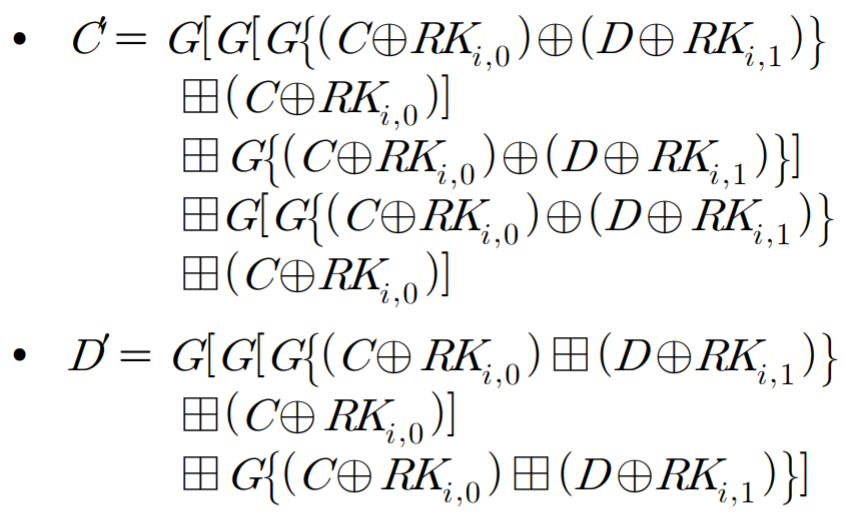 • C′ = G[G[G{(C⊕RK_{i,0})⊕(D⊕RK_{i,1})}
⊞(C⊕RK_{i,0})]
⊞G{(C⊕RK_{i,0})⊕(D⊕RK_{i,1})}]
⊞G[G{(C⊕RK_{i,0})⊕(D⊕RK_{i,1})}
⊞(C⊕RK_{i,0})]
• D′ = G[G[G{(C⊕RK_{i,0})⊞(D⊕RK_{i,1})}
⊞(C⊕RK_{i,0})]
⊞G{(C⊕RK_{i,0})⊞(D⊕RK_{i,1})}]